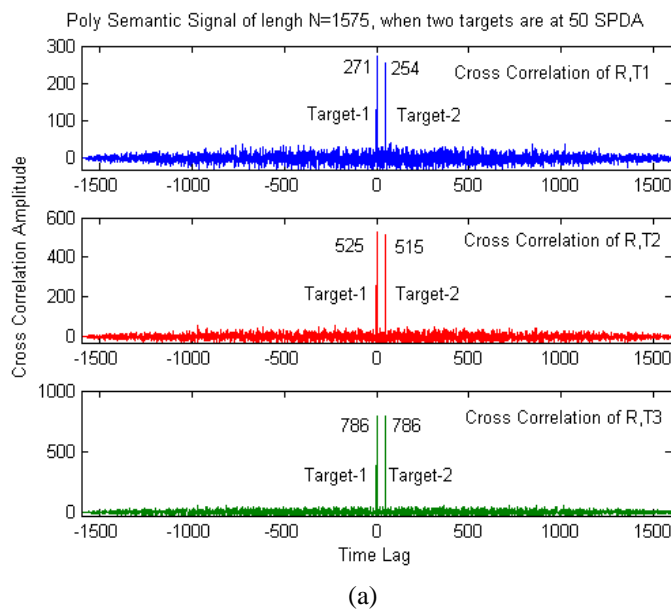 Poly Semantic Signal of lengh N=1575, when two targets are at 50 SPDA
300
200
100
0
271
254
Cross Correlation of R,T1
Target-1
Target-2
-1500
-1000
-500
0
500
1000
1500
Cross Correlation Amplitude
600
400
200
0
525
515
Cross Correlation of R,T2
Target-1
Target-2
-1500
-1000
-500
0
500
1000
1500
1000
500
0
786
786
Cross Correlation of R,T3
Target-1
Target-2
-1500
-1000
-500
0
500
1000
1500
Time Lag
(a)